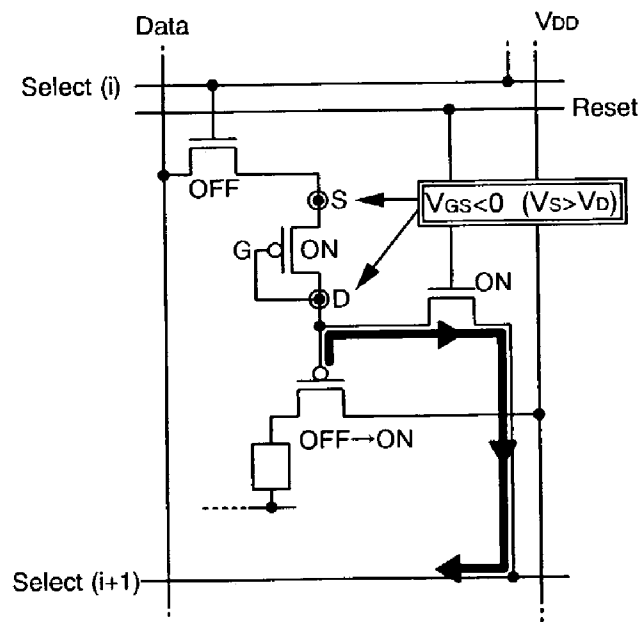 Data
VDD
Select (i)
Reset
OFF
S
VGS<0 (VS>VD)
G
ON
D
ON
OFF→ON
Select (i+1)